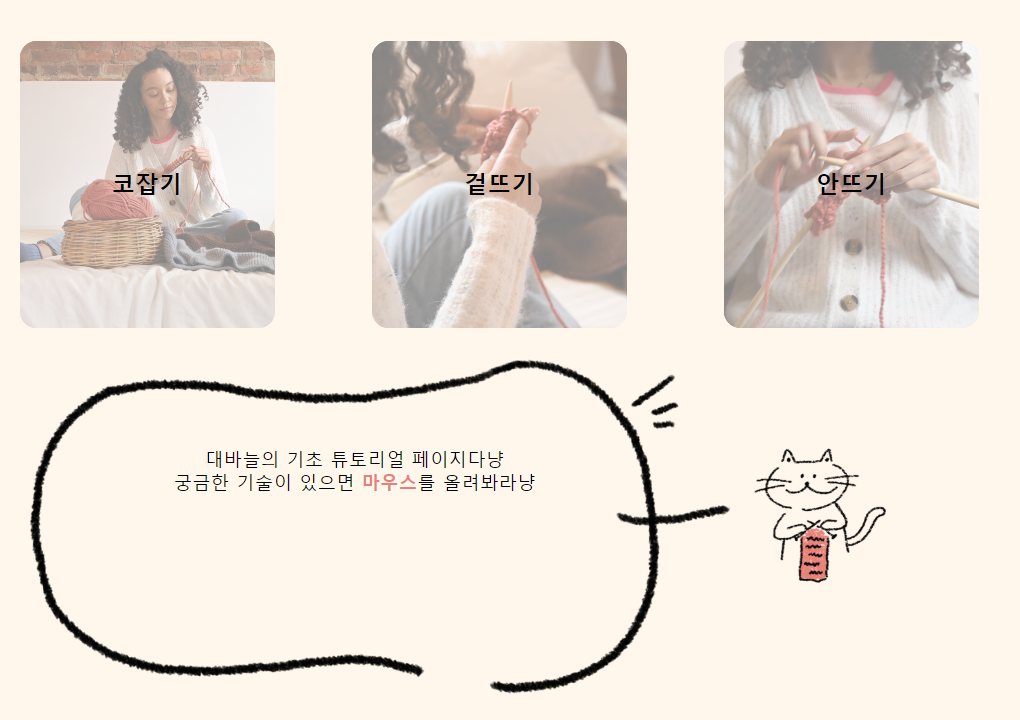 코잡기
겉뜨기
안뜨기
대바늘의 기초 튜토리얼 페이지다냥
궁금한 기술이 있으면 마우스를 올려봐라냥